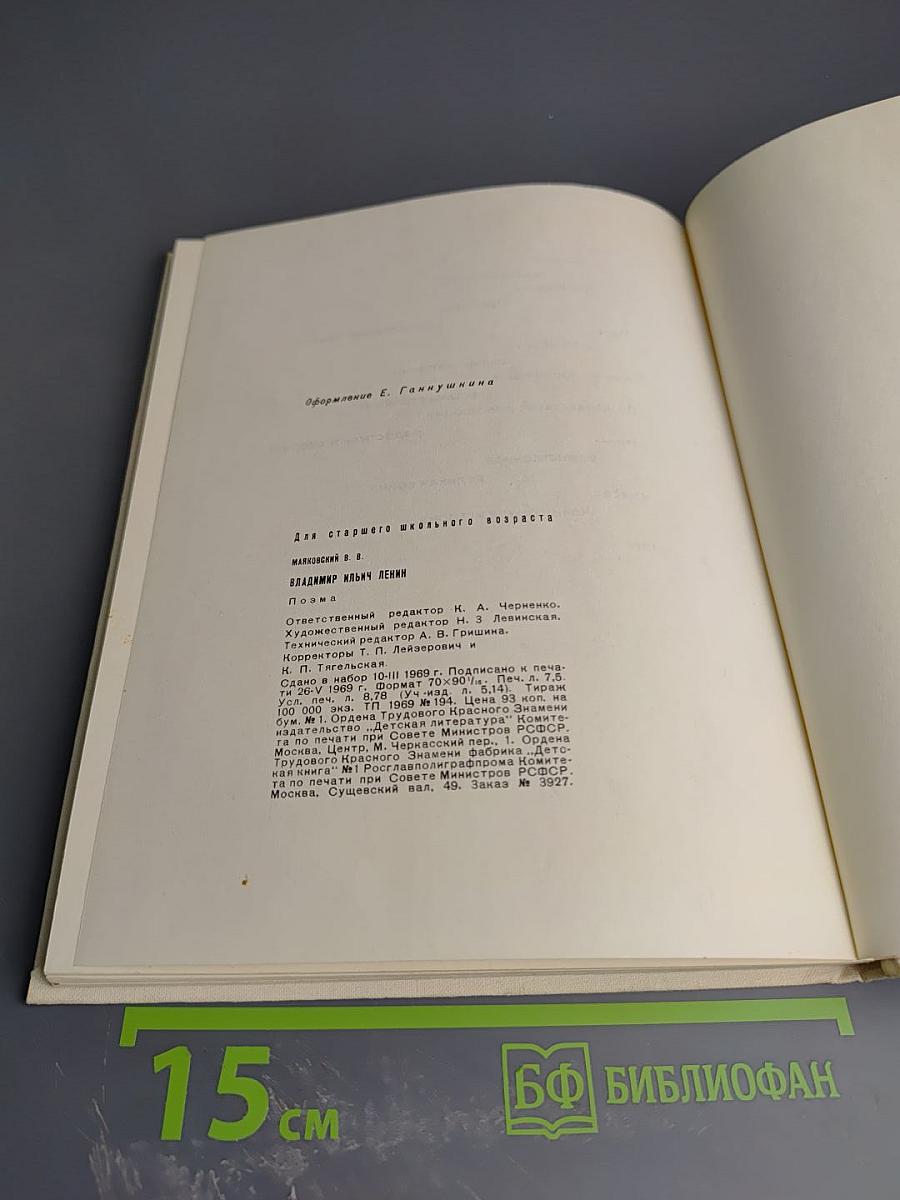 Оформление Е. Ганнушкина
Для старшего школьного возраста
МАЯКОВСКИЙ В. В.
ВЛАДИМИР ИЛЬИЧ ЛЕНИН
Поэма
Ответственный редактор К. А. Черненко.
Художественный редактор Н. З Левинская.
Технический редактор А. В. Гришина.
Корректоры Т. П. Лейзерович и
К. П. Тягельская.
Сдано в набор 10-III 1969 г. Подписано к печа-
ти 26-V 1969 г. Формат 70×90¹/₁₆. Печ. л. 7,5.
Усл. печ. л. 8,78 (Уч-изд. л. 5,14). Тираж
100 000 экз. ТП 1969 № 194. Цена 93 коп. на
бум. № 1. Ордена Трудового Красного Знамени
издательство „Детская литература" Комите-
та по печати при Совете Министров РСФСР.
Москва, Центр, М. Черкасский пер., 1. Ордена
Трудового Красного Знамени фабрика „Детс-
кая книга" №1 Росглавполиграфпрома Комите-
та по печати при Совете Министров РСФСР.
Москва, Сущевский вал, 49. Заказ № 3927.
15 см
БФ БИБЛИОФАН